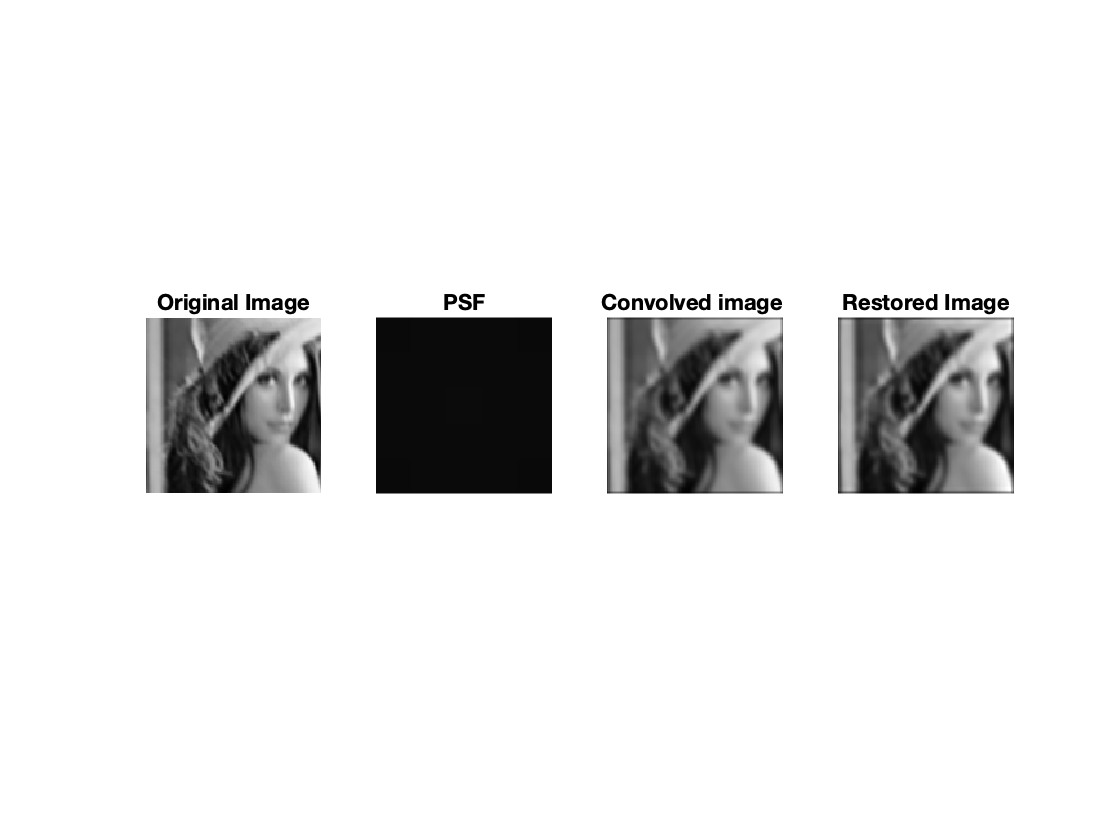 Original Image
PSF
Convolved image
Restored Image